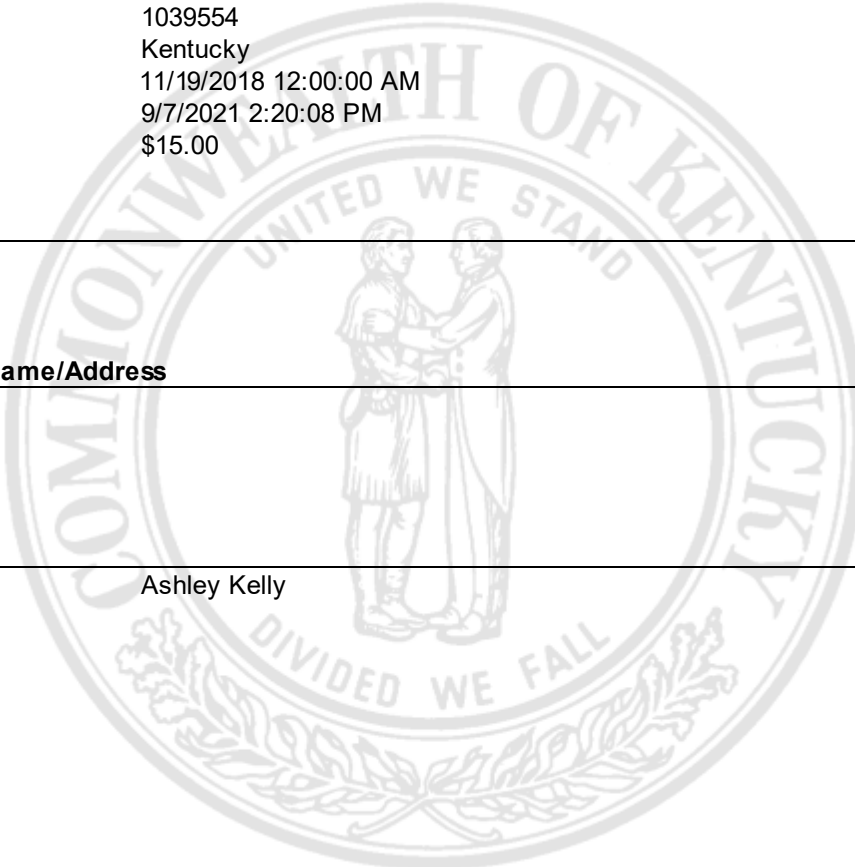 1039554
Kentucky
11/19/2018 12:00:00 AM
9/7/2021 2:20:08 PM
$15.00
COMMONWEALTH OF KENTUCKY
UNITED WE STAND
ame/Address
Ashley Kelly
DIVIDED WE FALL